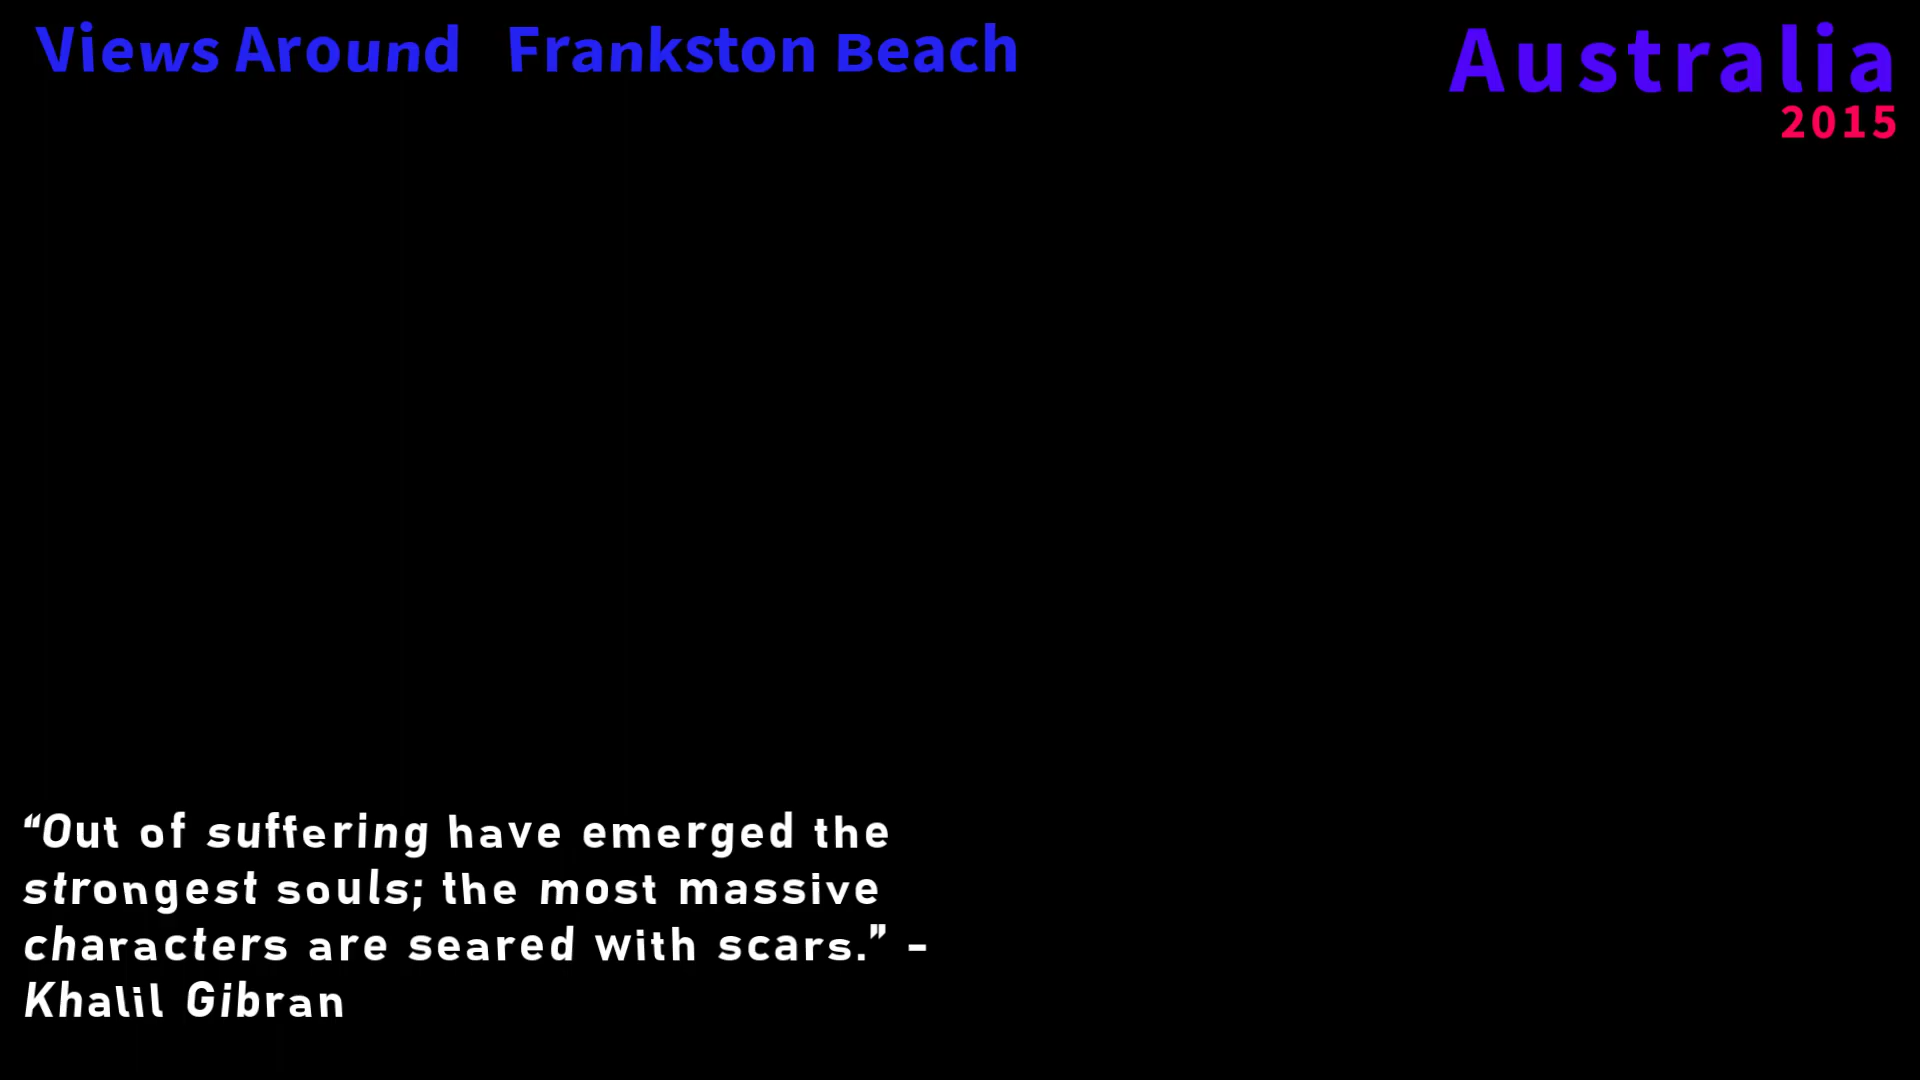 Views Around Frankston Beach
Australia
2015
“Out of suffering have emerged the
strongest souls; the most massive
characters are seared with scars.” -
Khalil Gibran